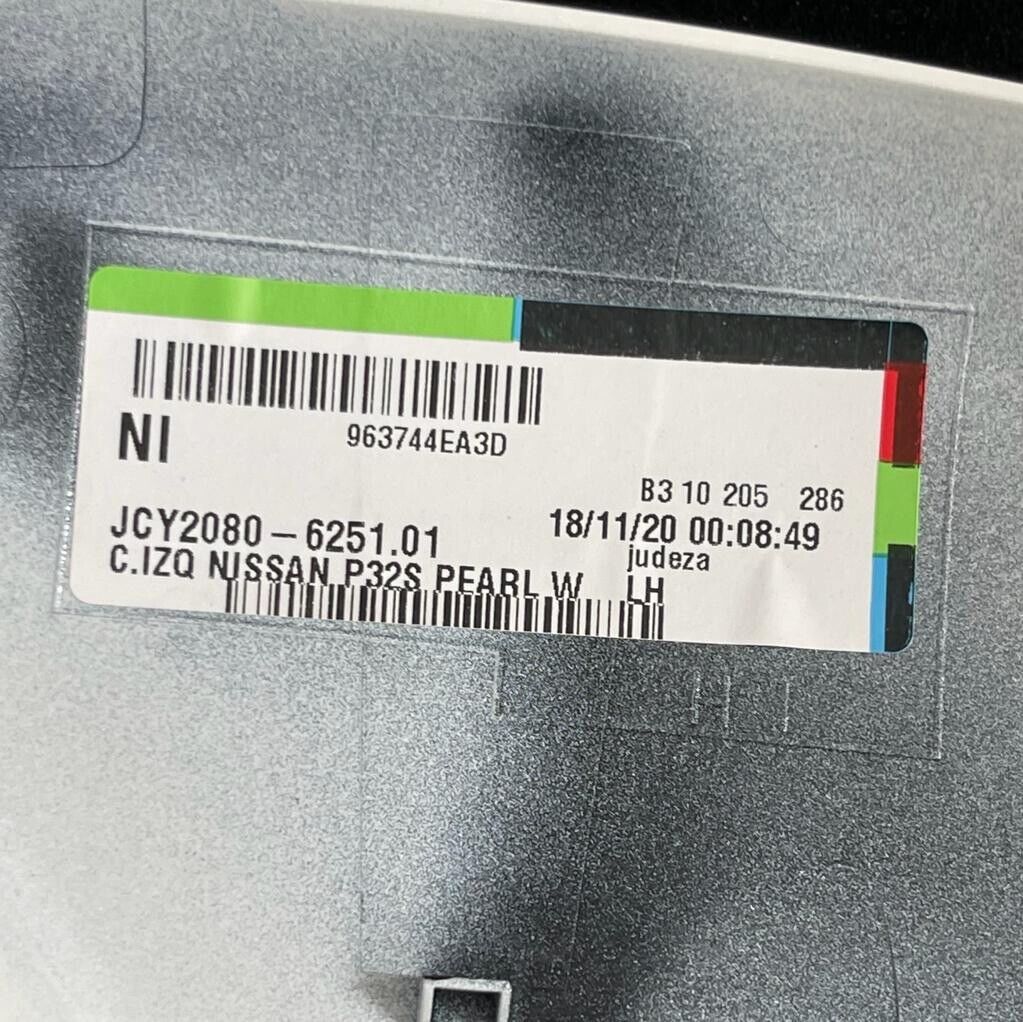 963744EA3D
NI
B3 10 205 286
JCY2080-6251.01
18/11/20 00:08:49
judeza
C.IZQ NISSAN P32S PEARL W LH